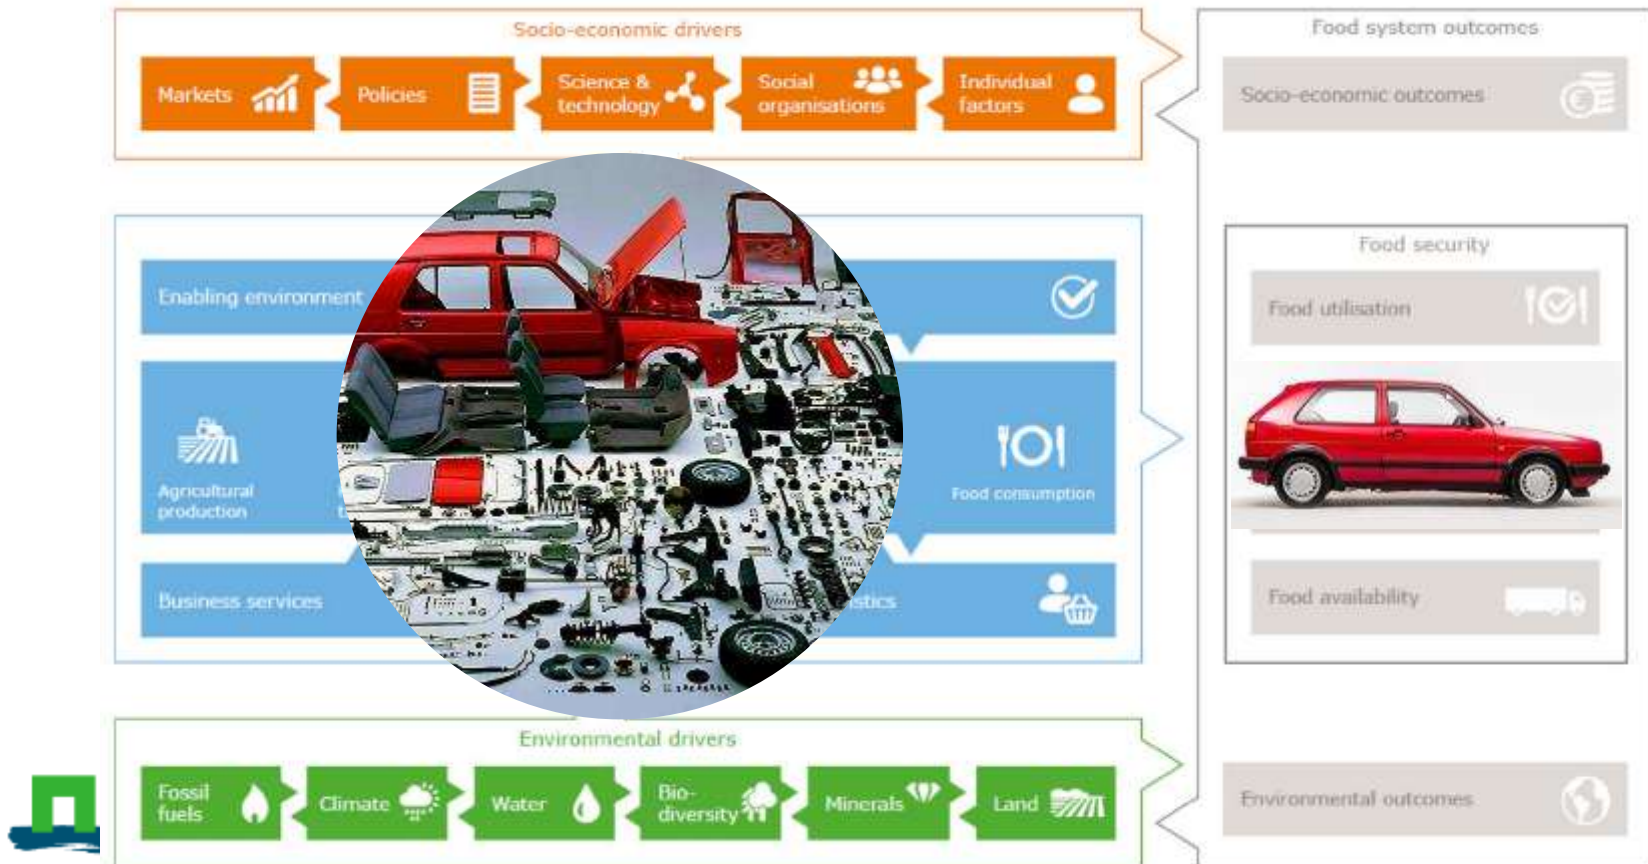 Socio-economic drivers
Markets
Policies
Science &
technology
Social
organisations
Individual
factors
Food system outcomes
Socio-economic outcomes
Enabling environment
Agricultural
production
Food consumption
Business services
Food security
Food utilisation
Food availability
Environmental drivers
Fossil
fuels
Climate
Water
Bio-
diversity
Minerals
Land
Environmental outcomes